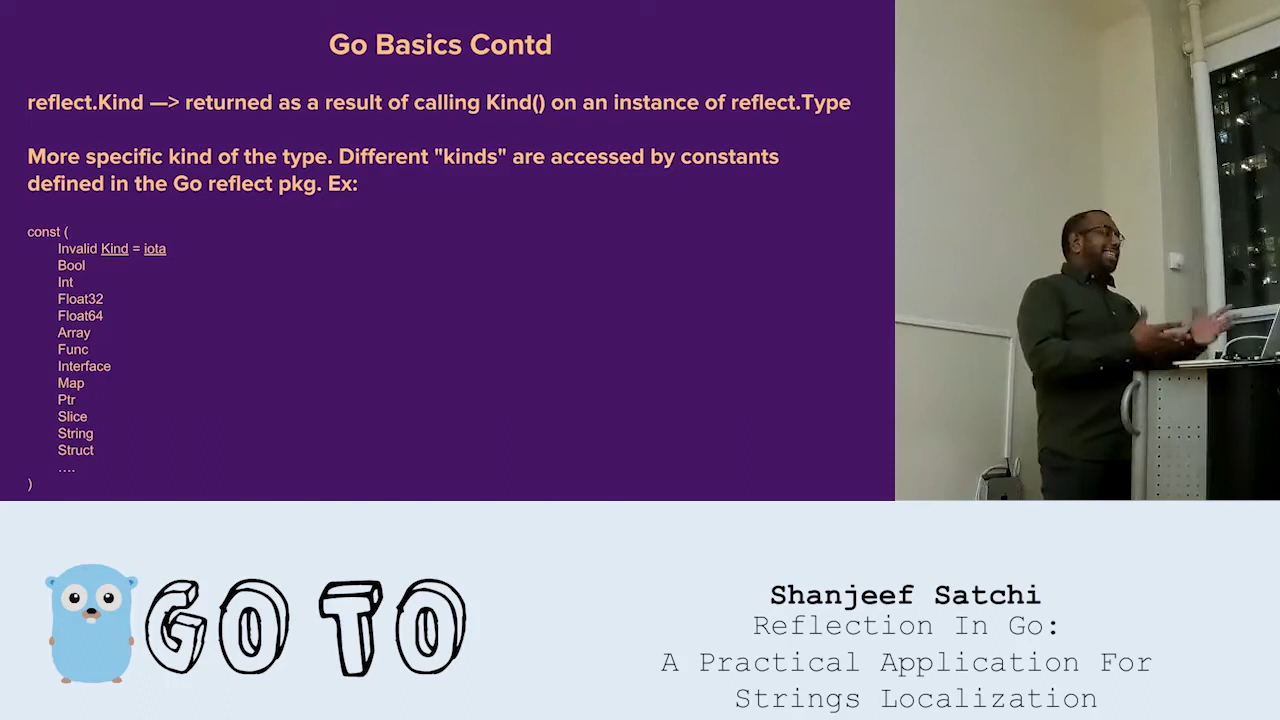 Go Basics Contd
reflect.Kind —> returned as a result of calling Kind() on an instance of reflect.Type
More specific kind of the type. Different "kinds" are accessed by constants
defined in the Go reflect pkg. Ex:
const (
Invalid Kind = iota
Bool
Int
Float32
Float64
Array
Func
Interface
Map
Ptr
Slice
String
Struct
....
)
GO TO
Shanjeef Satchi
Reflection In Go:
A Practical Application For
Strings Localization